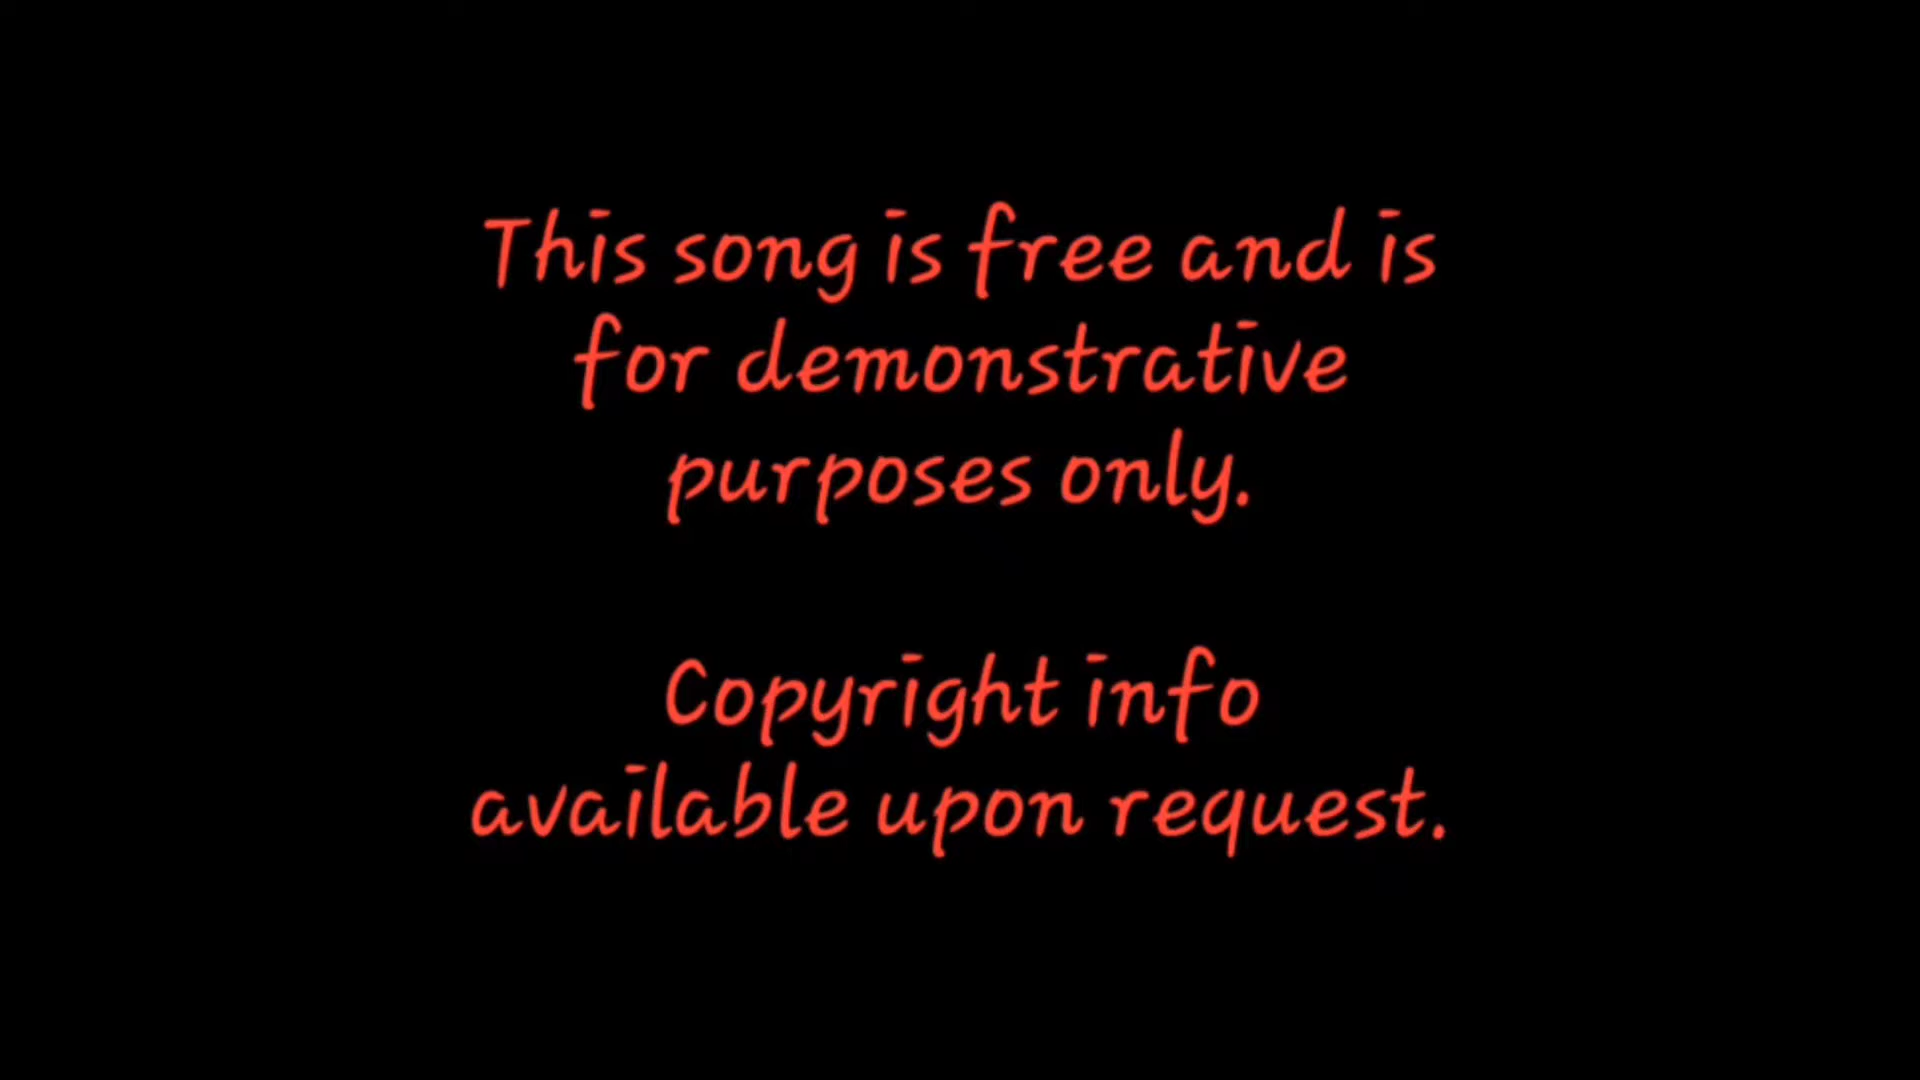 This song is free and is
for demonstrative
purposes only.
Copyright info
available upon request.